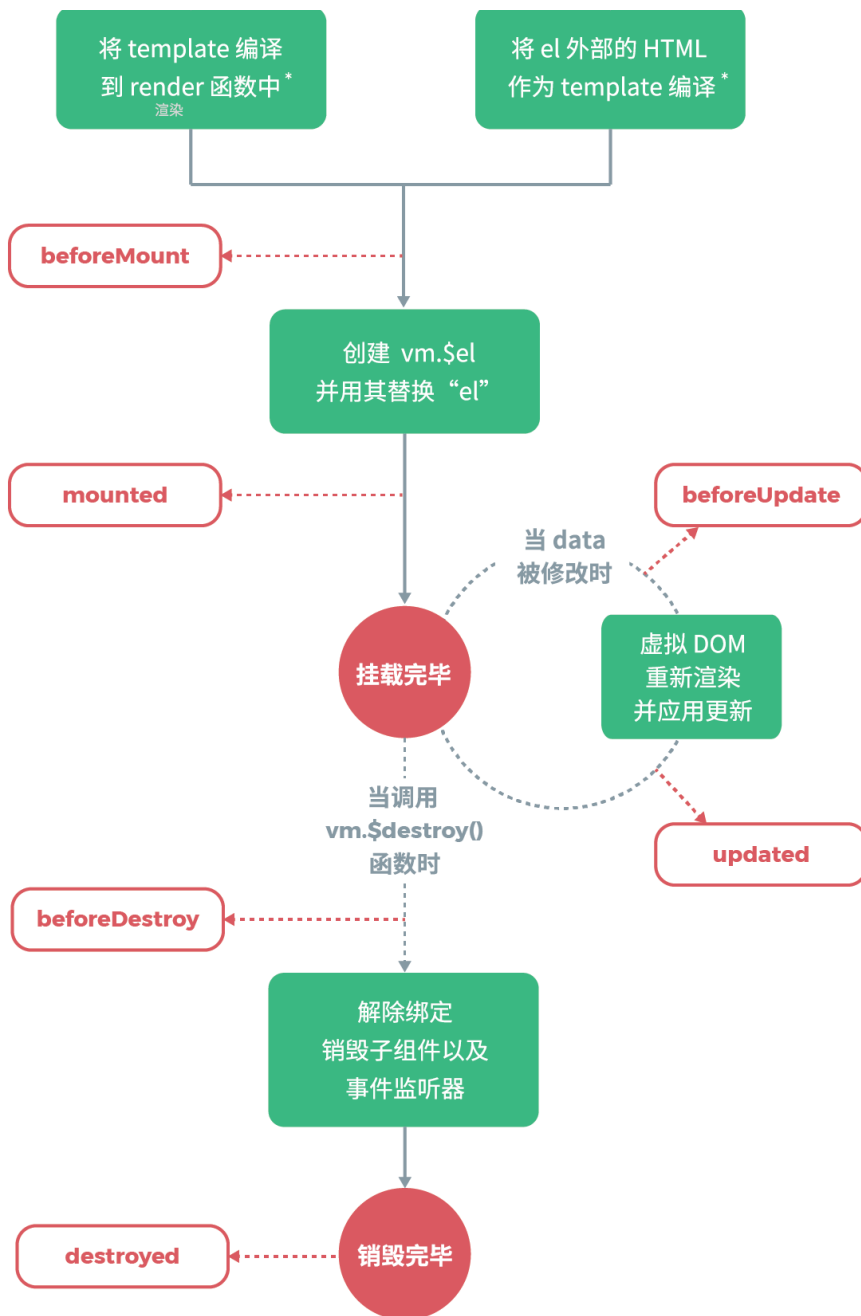 将 template 编译
到 render 函数中*
渲染
将 el 外部的 HTML
作为 template 编译*
beforeMount
创建 vm.$el
并用其替换“el”
mounted
beforeUpdate
当 data
被修改时
挂载完毕
虚拟 DOM
重新渲染
并应用更新
当调用
vm.$destroy()
函数时
updated
beforeDestroy
解除绑定
销毁子组件以及
事件监听器
destroyed
销毁完毕